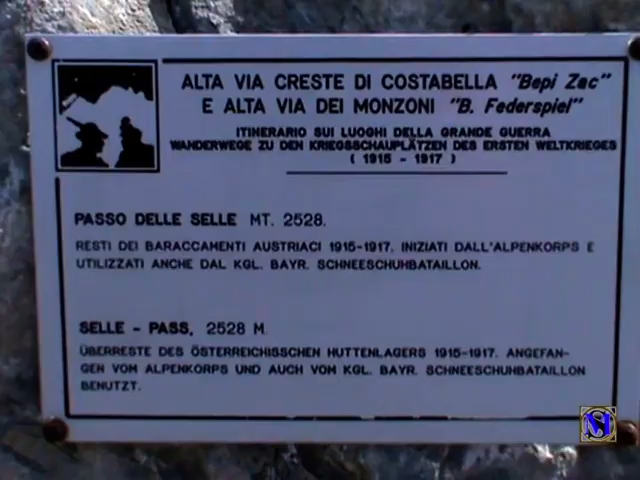 ALTA VIA CRESTE DI COSTABELLA "Bepi Zac"
E ALTA VIA DEI MONZONI "B. Federspiel"
ITINERARIO SUI LUOGHI DELLA GRANDE GUERRA
WANDERWEGE ZU DEN KRIEGSSCHAUPLÄTZEN DES ERSTEN WELTKRIEGES
( 1915 - 1917 )
PASSO DELLE SELLE MT. 2528.
RESTI DEI BARACCAMENTI AUSTRIACI 1915-1917. INIZIATI DALL'ALPENKORPS E
UTILIZZATI ANCHE DAL KGL. BAYR. SCHNEESCHUHBATAILLON.
SELLE - PASS, 2528 M.
ÜBERRESTE DES ÖSTERREICHISSCHEN HUTTENLAGERS 1915-1917. ANGEFAN-
GEN VOM ALPENKORPS UND AUCH VOM KGL. BAYR. SCHNEESCHUHBATAILLON
BENUTZT.